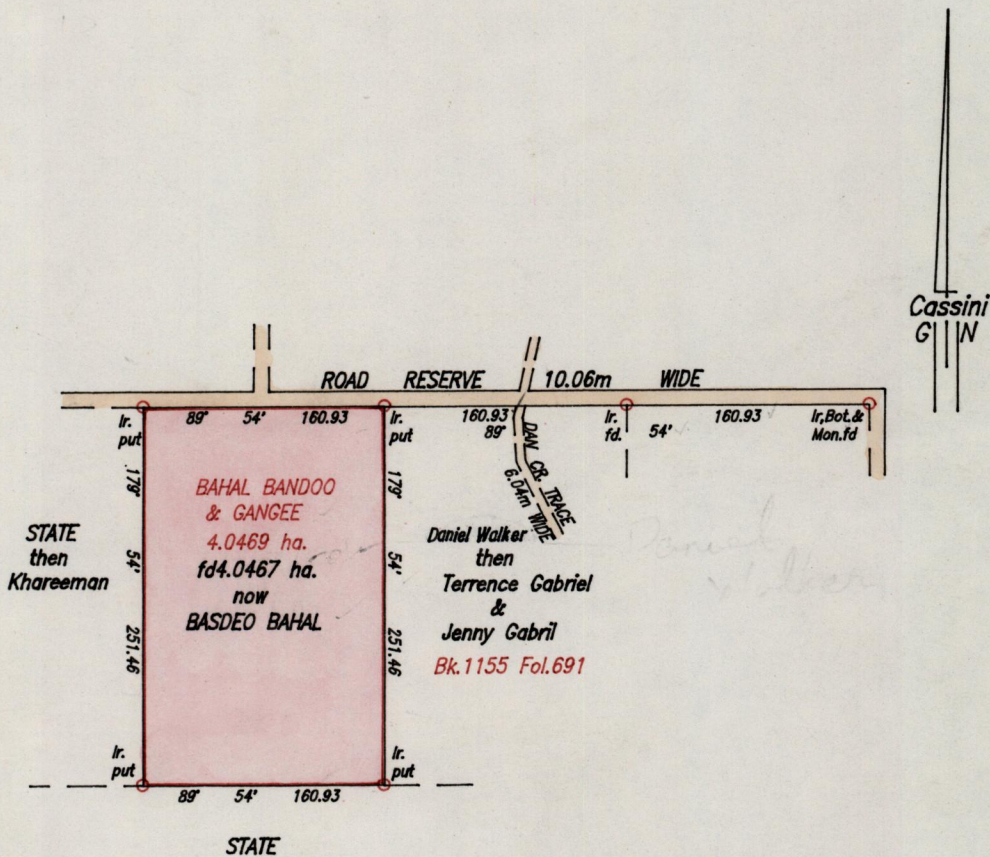 Cassini
G N
ROAD RESERVE 10.06m WIDE
Ir.
put
89° 54' 160.93
Ir.
put
160.93
89°
Ir.
fd.
54'
160.93
Ir,Bot.&
Mon.fd
DAN CR. TRACE
6.04m WIDE
179°
54'
251.46
BAHAL BANDOO
& GANGEE
4.0469 ha.
fd4.0467 ha.
now
BASDEO BAHAL
179°
54'
251.46
STATE
then
Khareeman
Daniel Walker
then
Terrence Gabriel
&
Jenny Gabril
Bk.1155 Fol.691
Daniel
Ir.
put
Ir.
put
89° 54' 160.93
STATE